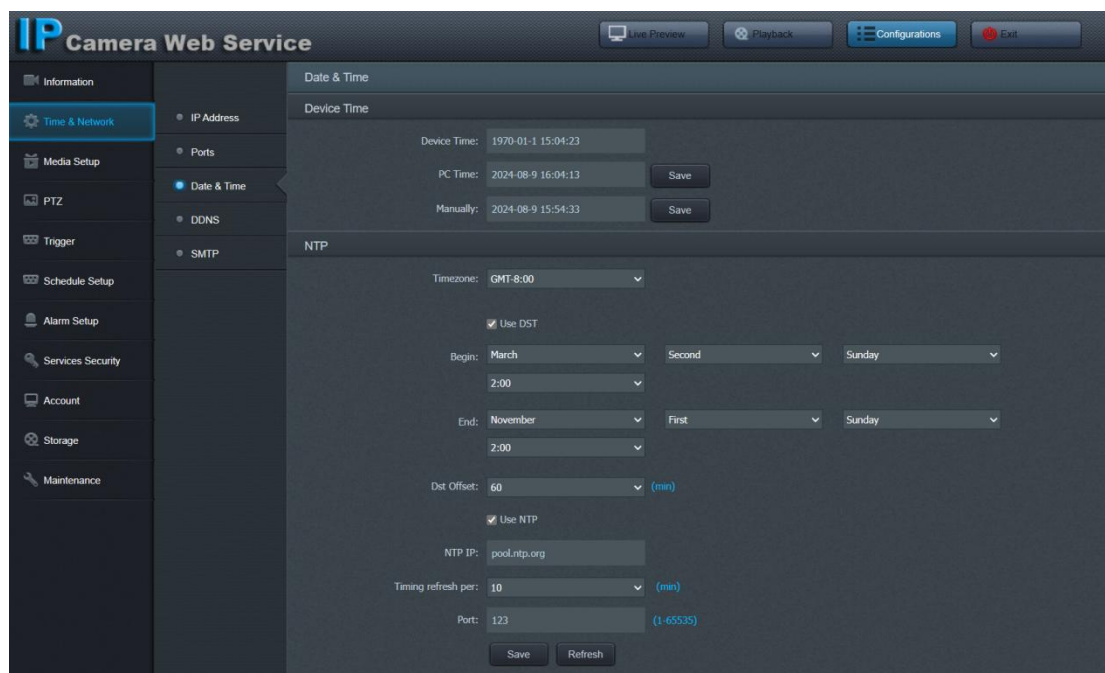 IP Camera Web Service
Live Preview
Playback
Configurations
Exit
Information
Time & Network
Media Setup
PTZ
Trigger
Schedule Setup
Alarm Setup
Services Security
Account
Storage
Maintenance
IP Address
Ports
Date & Time
DDNS
SMTP
Date & Time
Device Time
Device Time: 1970-01-1 15:04:23
PC Time: 2024-08-9 16:04:13 Save
Manually: 2024-08-9 15:54:33 Save
NTP
Timezone: GMT-8:00
Use DST
Begin: March Second Sunday
2:00
End: November First Sunday
2:00
Dst Offset: 60 (min)
Use NTP
NTP IP: pool.ntp.org
Timing refresh per: 10 (min)
Port: 123 (1-65535)
Save Refresh